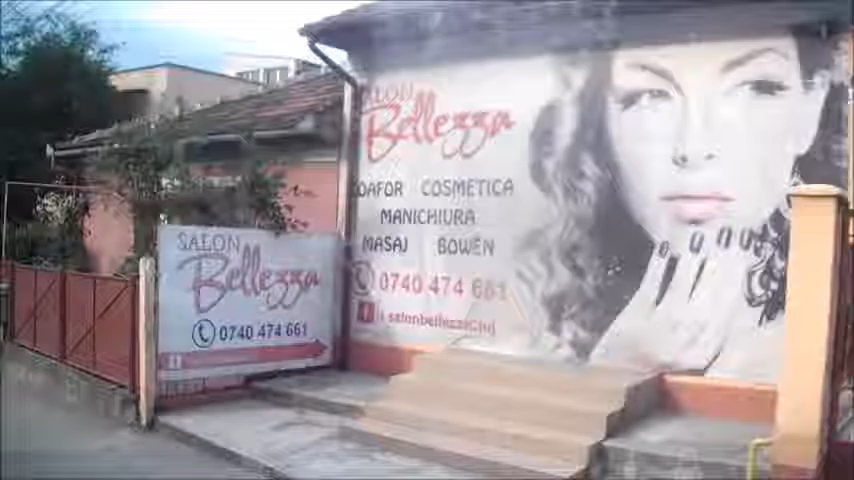 SALON
Bellezza
COAFOR COSMETICA
MANICHIURA
MASAJ BOWEN
0740 474 661
SALON
Bellezza
0740 474 661